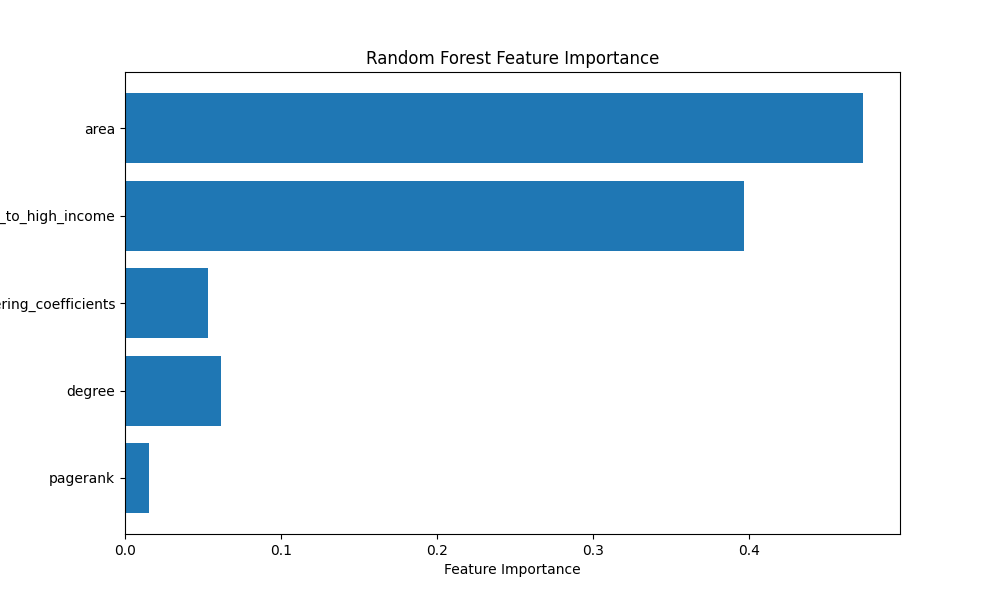 Random Forest Feature Importance
area
_to_high_income
ering_coefficients
degree
pagerank
0.0 0.1 0.2 0.3 0.4
Feature Importance